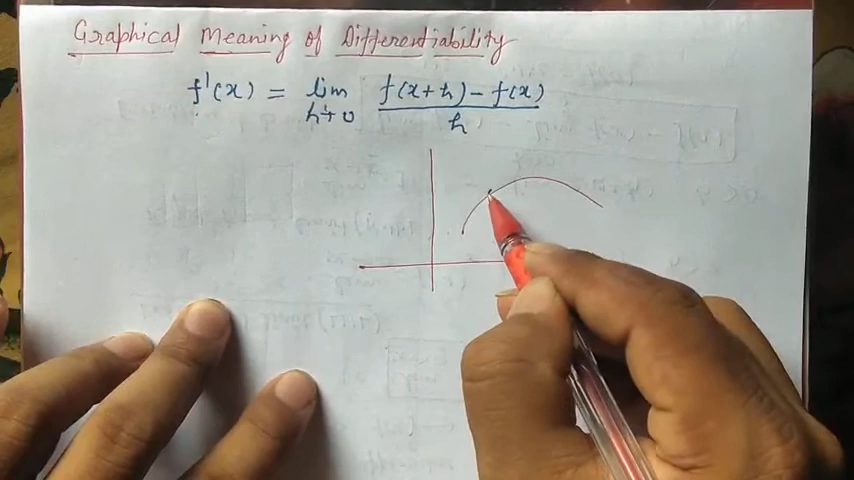 Graphical Meaning of Differentiability
f'(x) = lim h→0 f(x+h) - f(x) / h